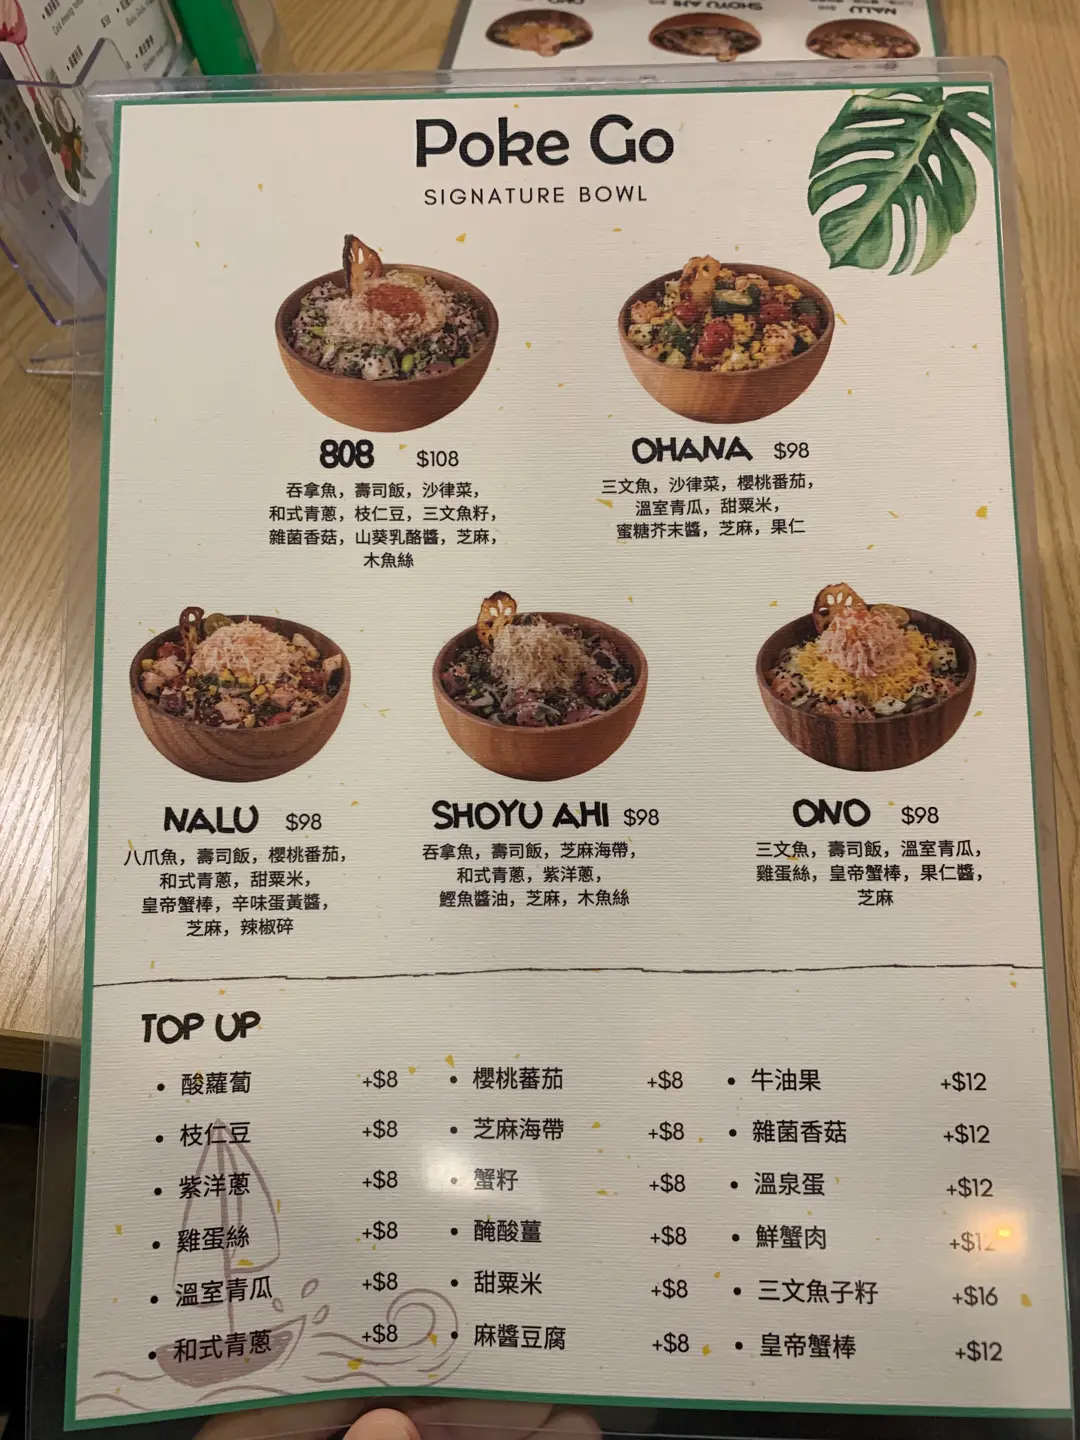 ONO
SHOYU AHI
NALU
Poke Go
SIGNATURE BOWL
808 $108
吞拿魚，壽司飯，沙律菜，
和式青蔥，枝仁豆，三文魚籽，
雜菌香菇，山葵乳酪醬，芝麻，
木魚絲
OHANA $98
三文魚，沙律菜，櫻桃番茄，
溫室青瓜，甜粟米，
蜜糖芥末醬，芝麻，果仁
NALU $98
八爪魚，壽司飯，櫻桃番茄，
和式青蔥，甜粟米，
皇帝蟹棒，辛味蛋黃醬，
芝麻，辣椒碎
SHOYU AHI $98
吞拿魚，壽司飯，芝麻海帶，
和式青蔥，紫洋蔥，
鰹魚醬油，芝麻，木魚絲
ONO $98
三文魚，壽司飯，溫室青瓜，
雞蛋絲，皇帝蟹棒，果仁醬，
芝麻
TOP UP
• 酸蘿蔔 +$8
• 枝仁豆 +$8
• 紫洋蔥 +$8
• 雞蛋絲 +$8
• 溫室青瓜 +$8
• 和式青蔥 +$8
• 櫻桃蕃茄 +$8
• 芝麻海帶 +$8
• 蟹籽 +$8
• 醃酸薑 +$8
• 甜粟米 +$8
• 麻醬豆腐 +$8
• 牛油果 +$12
• 雜菌香菇 +$12
• 溫泉蛋 +$12
• 鮮蟹肉 +$12
• 三文魚子籽 +$16
• 皇帝蟹棒 +$12